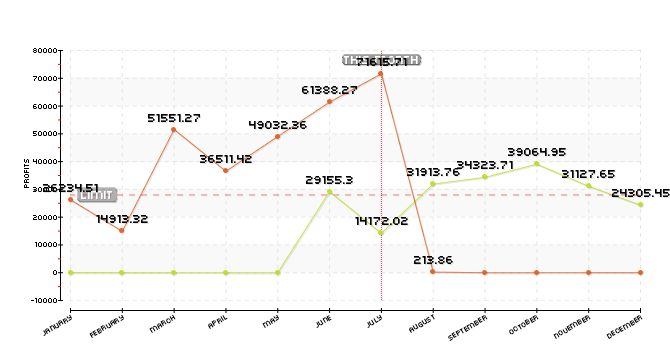 80000
71615.71
70000
61388.27
60000
51551.27
50000
49032.36
40000
39064.95
36511.42
34323.71
31913.76
31127.65
30000
29155.3
26234.51
LIMIT
24305.45
20000
14913.32
14172.02
10000
213.86
0
-10000
PROFITS
JANUARY
FEBRUARY
MARCH
APRIL
MAY
JUNE
JULY
AUGUST
SEPTEMBER
OCTOBER
NOVEMBER
DECEMBER